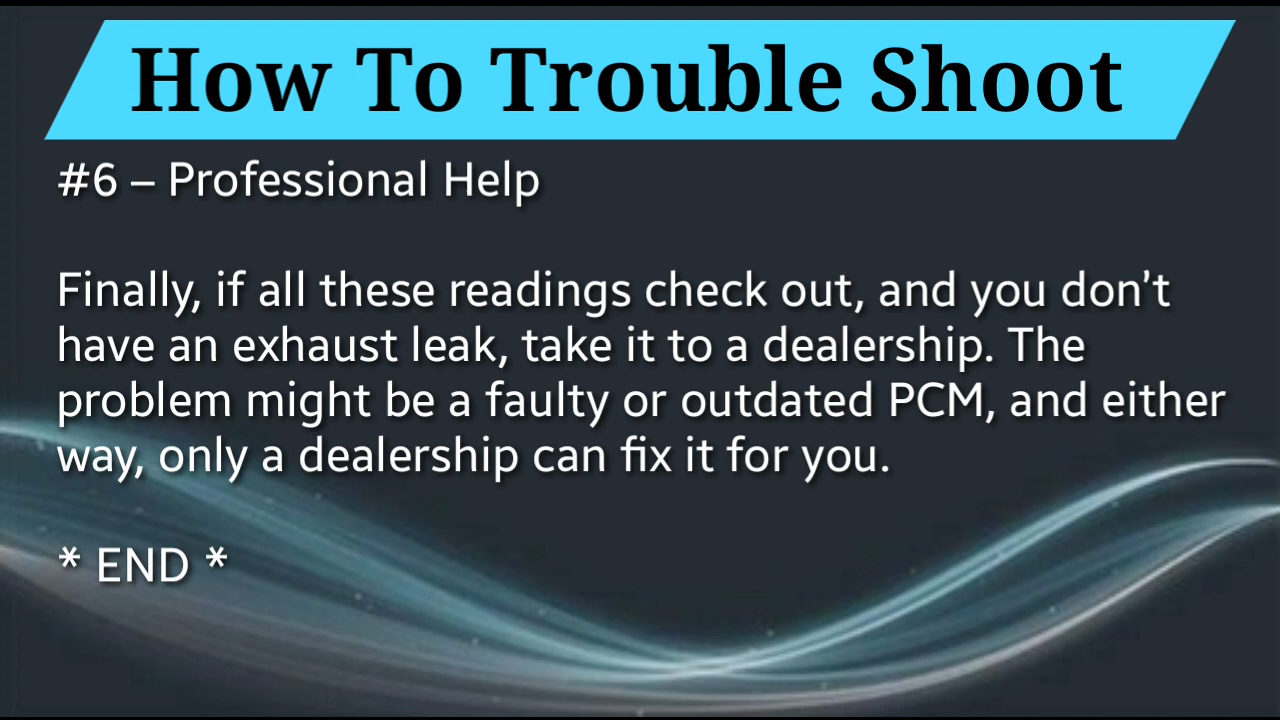 How To Trouble Shoot
#6 – Professional Help
Finally, if all these readings check out, and you don’t
have an exhaust leak, take it to a dealership. The
problem might be a faulty or outdated PCM, and either
way, only a dealership can fix it for you.
* END *